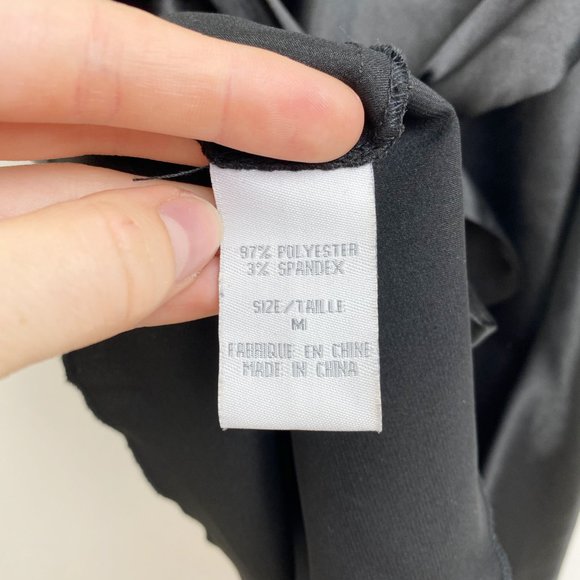 97% POLYESTER
3% SPANDEX
SIZE/TAILLE
M
FABRIQUE EN CHINE
MADE IN CHINA